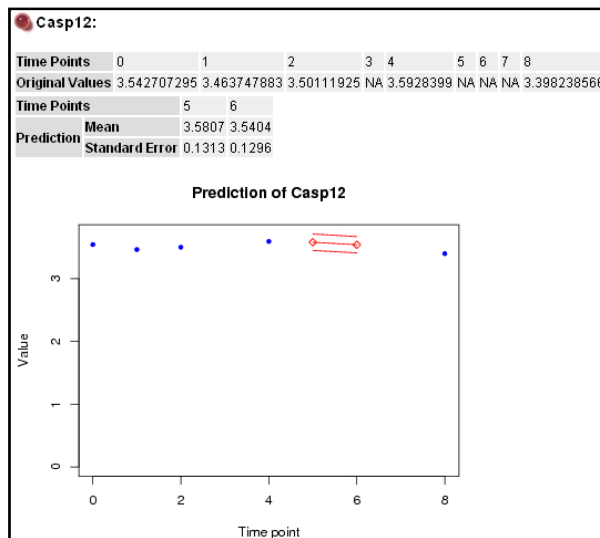 Casp12:
Time Points 0 1 2 3 4 5 6 7 8
Original Values 3.542707295 3.463747883 3.50111925 NA 3.5928399 NA NA NA 3.398238566
Time Points 5 6
Prediction Mean 3.5807 3.5404
Standard Error 0.1313 0.1296
Prediction of Casp12
Value
3
2
1
0
0 2 4 6 8
Time point